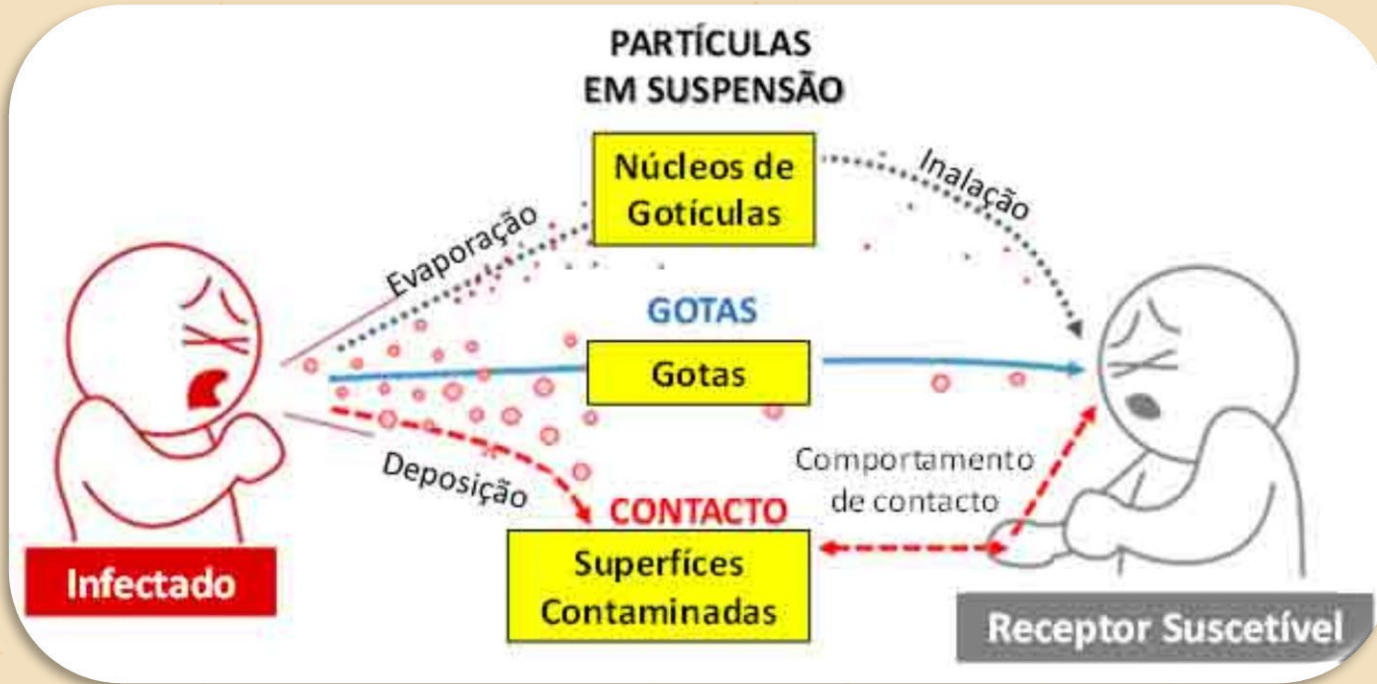 PARTÍCULAS
EM SUSPENSÃO
Núcleos de
Gotículas
Evaporação
Inalação
GOTAS
Gotas
Deposição
Comportamento
de contacto
CONTACTO
Superfíces
Contaminadas
Infectado
Receptor Suscetível